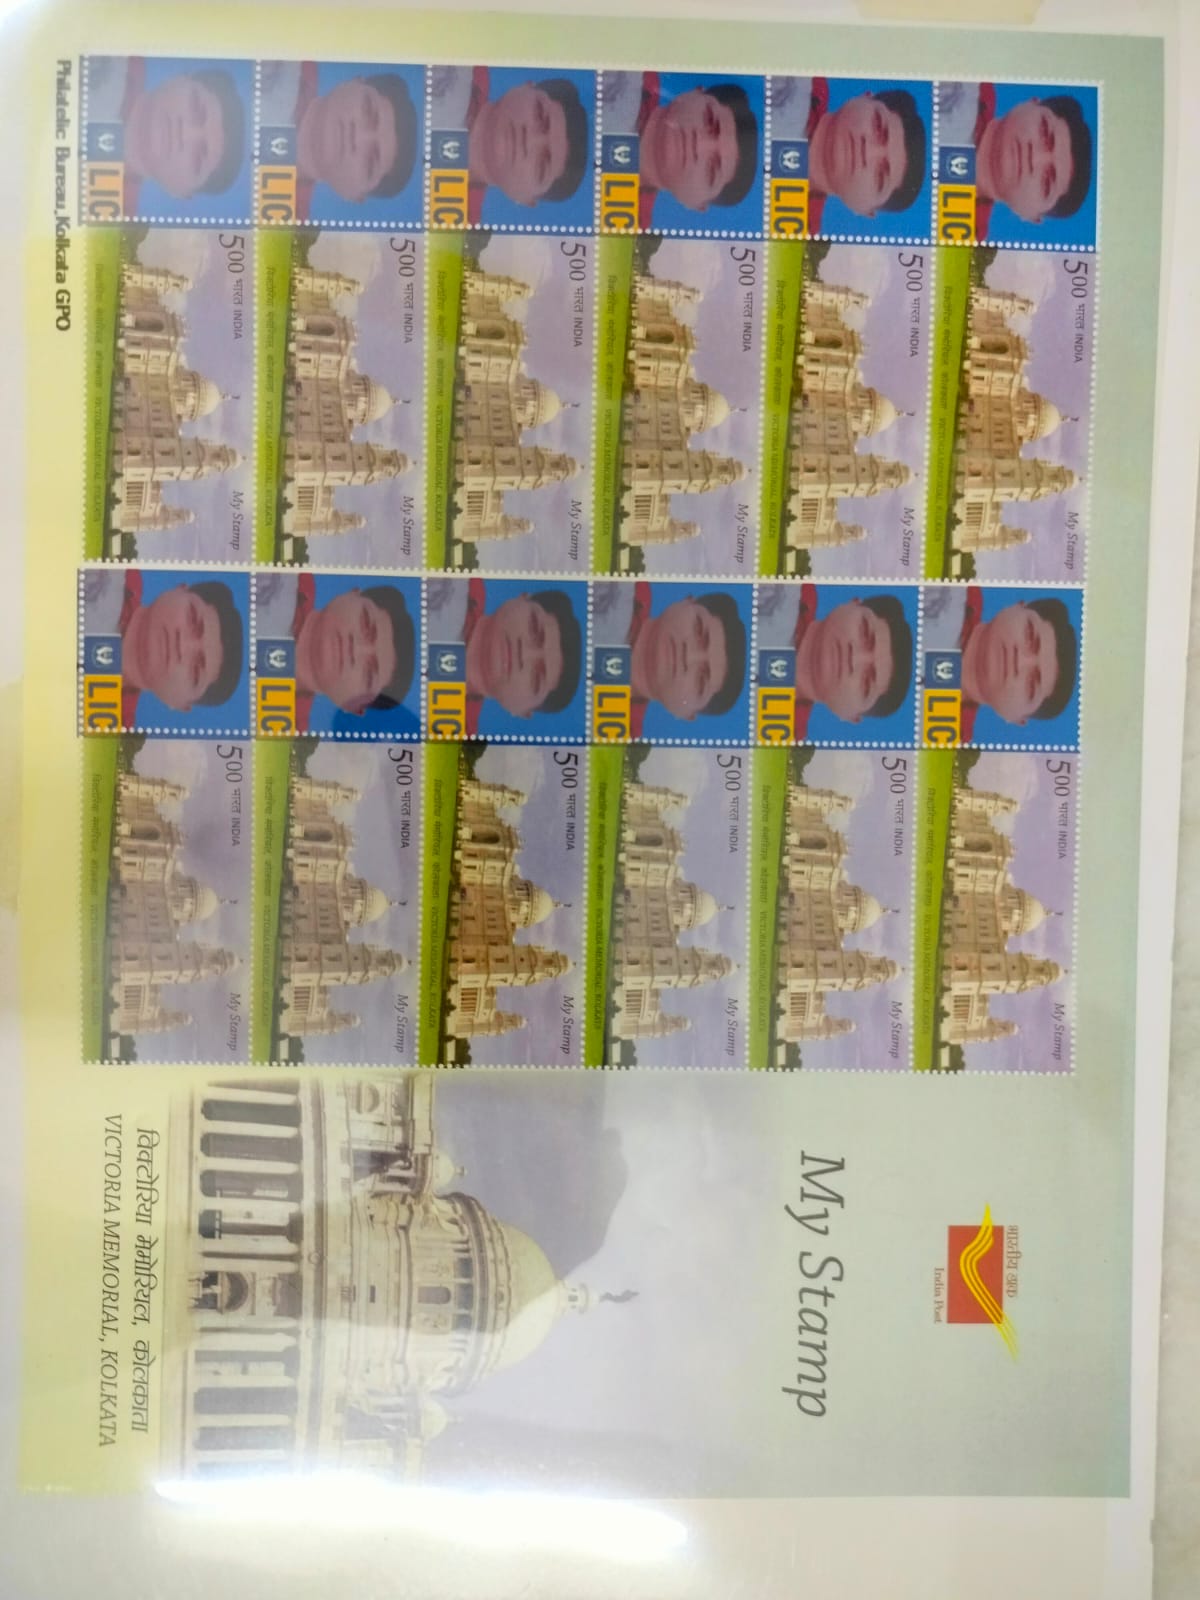 500 भारत INDIA My Stamp
LIC
विक्टोरिया मेमोरियल, कोलकाता VICTORIA MEMORIAL, KOLKATA
500 भारत INDIA My Stamp
LIC
विक्टोरिया मेमोरियल, कोलकाता VICTORIA MEMORIAL, KOLKATA
500 भारत INDIA My Stamp
LIC
विक्टोरिया मेमोरियल, कोलकाता VICTORIA MEMORIAL, KOLKATA
500 भारत INDIA My Stamp
LIC
विक्टोरिया मेमोरियल, कोलकाता VICTORIA MEMORIAL, KOLKATA
500 भारत INDIA My Stamp
LIC
विक्टोरिया मेमोरियल, कोलकाता VICTORIA MEMORIAL, KOLKATA
500 भारत INDIA My Stamp
LIC
विक्टोरिया मेमोरियल, कोलकाता VICTORIA MEMORIAL, KOLKATA
500 भारत INDIA My Stamp
LIC
विक्टोरिया मेमोरियल, कोलकाता VICTORIA MEMORIAL, KOLKATA
500 भारत INDIA My Stamp
LIC
विक्टोरिया मेमोरियल, कोलकाता VICTORIA MEMORIAL, KOLKATA
500 भारत INDIA My Stamp
LIC
विक्टोरिया मेमोरियल, कोलकाता VICTORIA MEMORIAL, KOLKATA
500 भारत INDIA My Stamp
LIC
विक्टोरिया मेमोरियल, कोलकाता VICTORIA MEMORIAL, KOLKATA
500 भारत INDIA My Stamp
LIC
विक्टोरिया मेमोरियल, कोलकाता VICTORIA MEMORIAL, KOLKATA
500 भारत INDIA My Stamp
LIC
विक्टोरिया मेमोरियल, कोलकाता VICTORIA MEMORIAL, KOLKATA
भारतीय डाक
India Post
My Stamp
विक्टोरिया मेमोरियल, कोलकाता
VICTORIA MEMORIAL, KOLKATA
Philatelic Bureau,Kolkata GPO